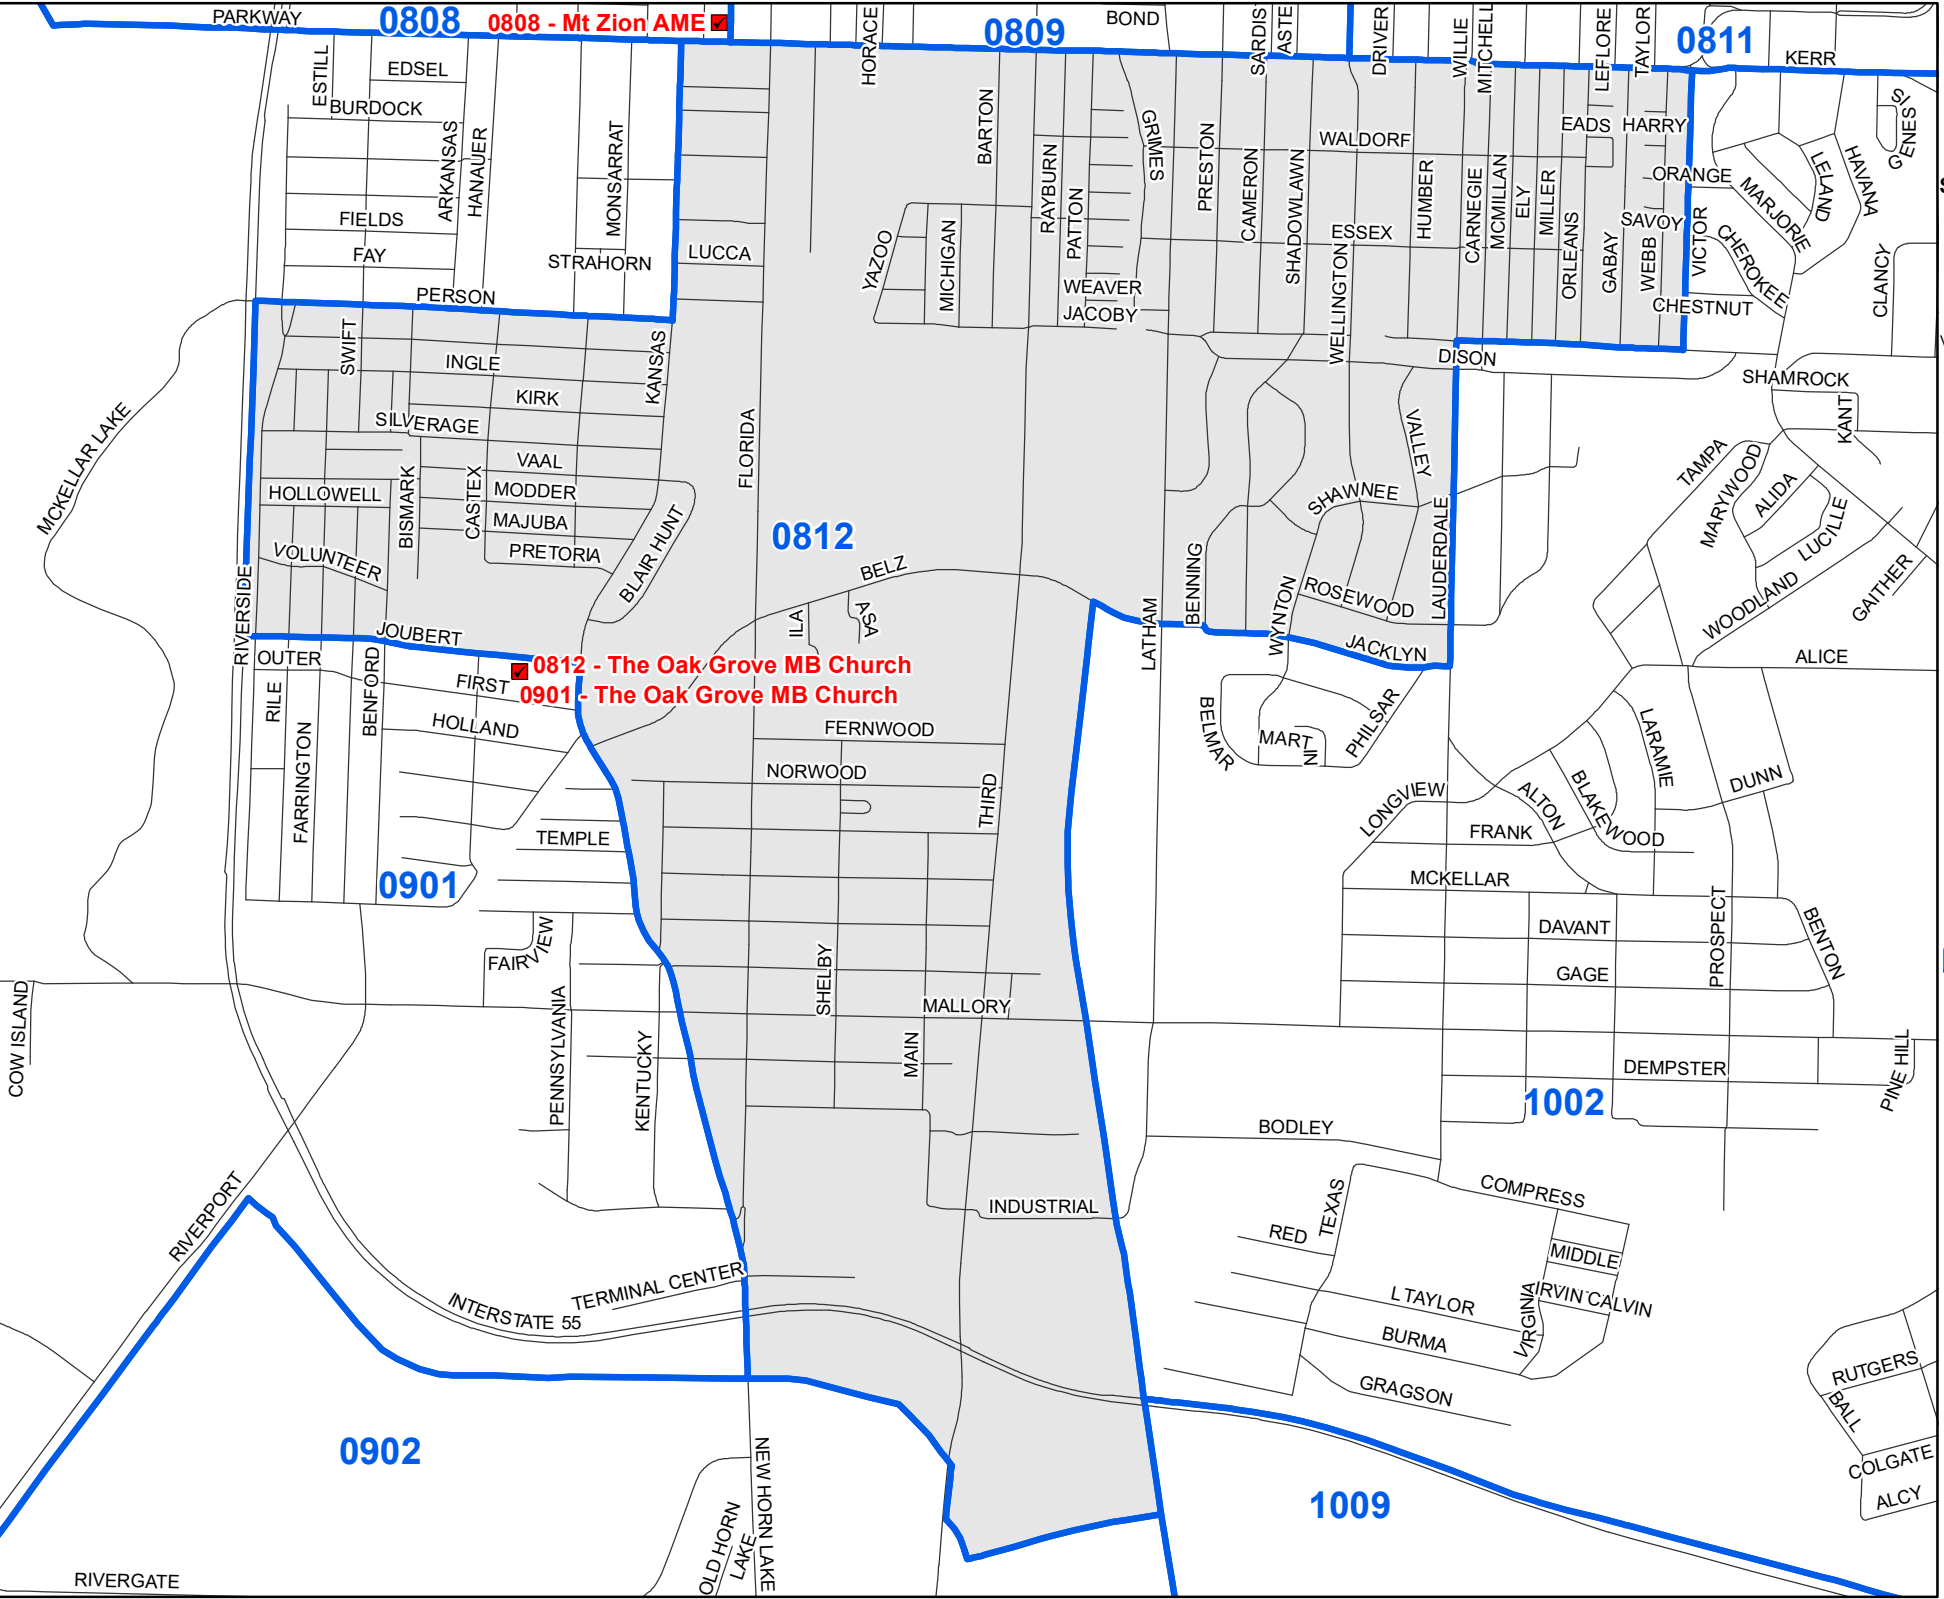 PARKWAY
0808
0808 - Mt Zion AME
HORACE
0809
BOND
SARDIS
ASTE
DRIVER
WILLIE
MITCHELL
LEFLORE
TAYLOR
0811
KERR
ESTILL
EDSEL
BURDOCK
ARKANSAS
HANAUER
MONSARRAT
BARTON
RAYBURN
PATTON
GRIMES
PRESTON
CAMERON
SHADOWLAWN
WALDORF
HUMBER
CARNEGIE
MCMILLAN
ELY
MILLER
ORLEANS
EADS
HARRY
GABAY
WEBB
SAVOY
ORANGE
VICTOR
MARJORIE
LELAND
HAVANA
SI
GENES
CHEROKEE
CHESTNUT
CLANCY
FIELDS
FAY
STRAHORN
LUCCA
YAZOO
MICHIGAN
ESSEX
WELLINGTON
WEAVER
JACOBY
PERSON
SWIFT
INGLE
KANSAS
KIRK
SILVERAGE
VAAL
HOLLOWELL
BISMARK
CASTEX
MODDER
MAJUBA
PRETORIA
VOLUNTEER
BLAIR HUNT
FLORIDA
0812
BELZ
ILA
ASA
DISON
VALLEY
SHAWNEE
LAUDERDALE
BENNING
LATHAM
WYNTON
ROSEWOOD
JACKLYN
SHAMROCK
KANT
TAMPA
MARYWOOD
ALIDA
LUCILLE
WOODLAND
GAITHER
ALICE
MCKELLAR LAKE
RIVERSIDE
JOUBERT
OUTER
FIRST
0812 - The Oak Grove MB Church
0901 - The Oak Grove MB Church
RILE
FARRINGTON
BENFORD
HOLLAND
FERNWOOD
NORWOOD
THIRD
TEMPLE
0901
BELMAR
MARTIN
PHILSAR
LARAMIE
DUNN
LONGVIEW
ALTON
BLAKEWOOD
FRANK
MCKELLAR
DAVANT
GAGE
PROSPECT
BENTON
FAIRVIEW
SHELBY
MALLORY
MAIN
COW ISLAND
PENNSYLVANIA
KENTUCKY
DEMPSTER
1002
PINE HILL
BODLEY
RIVERPORT
INDUSTRIAL
COMPRESS
TEXAS
RED
MIDDLE
IRVIN CALVIN
VIRGINIA
L TAYLOR
BURMA
GRAGSON
TERMINAL CENTER
INTERSTATE 55
RUTGERS
BALL
COLGATE
ALCY
0902
NEW HORN LAKE
OLD HORN LAKE
1009
RIVERGATE